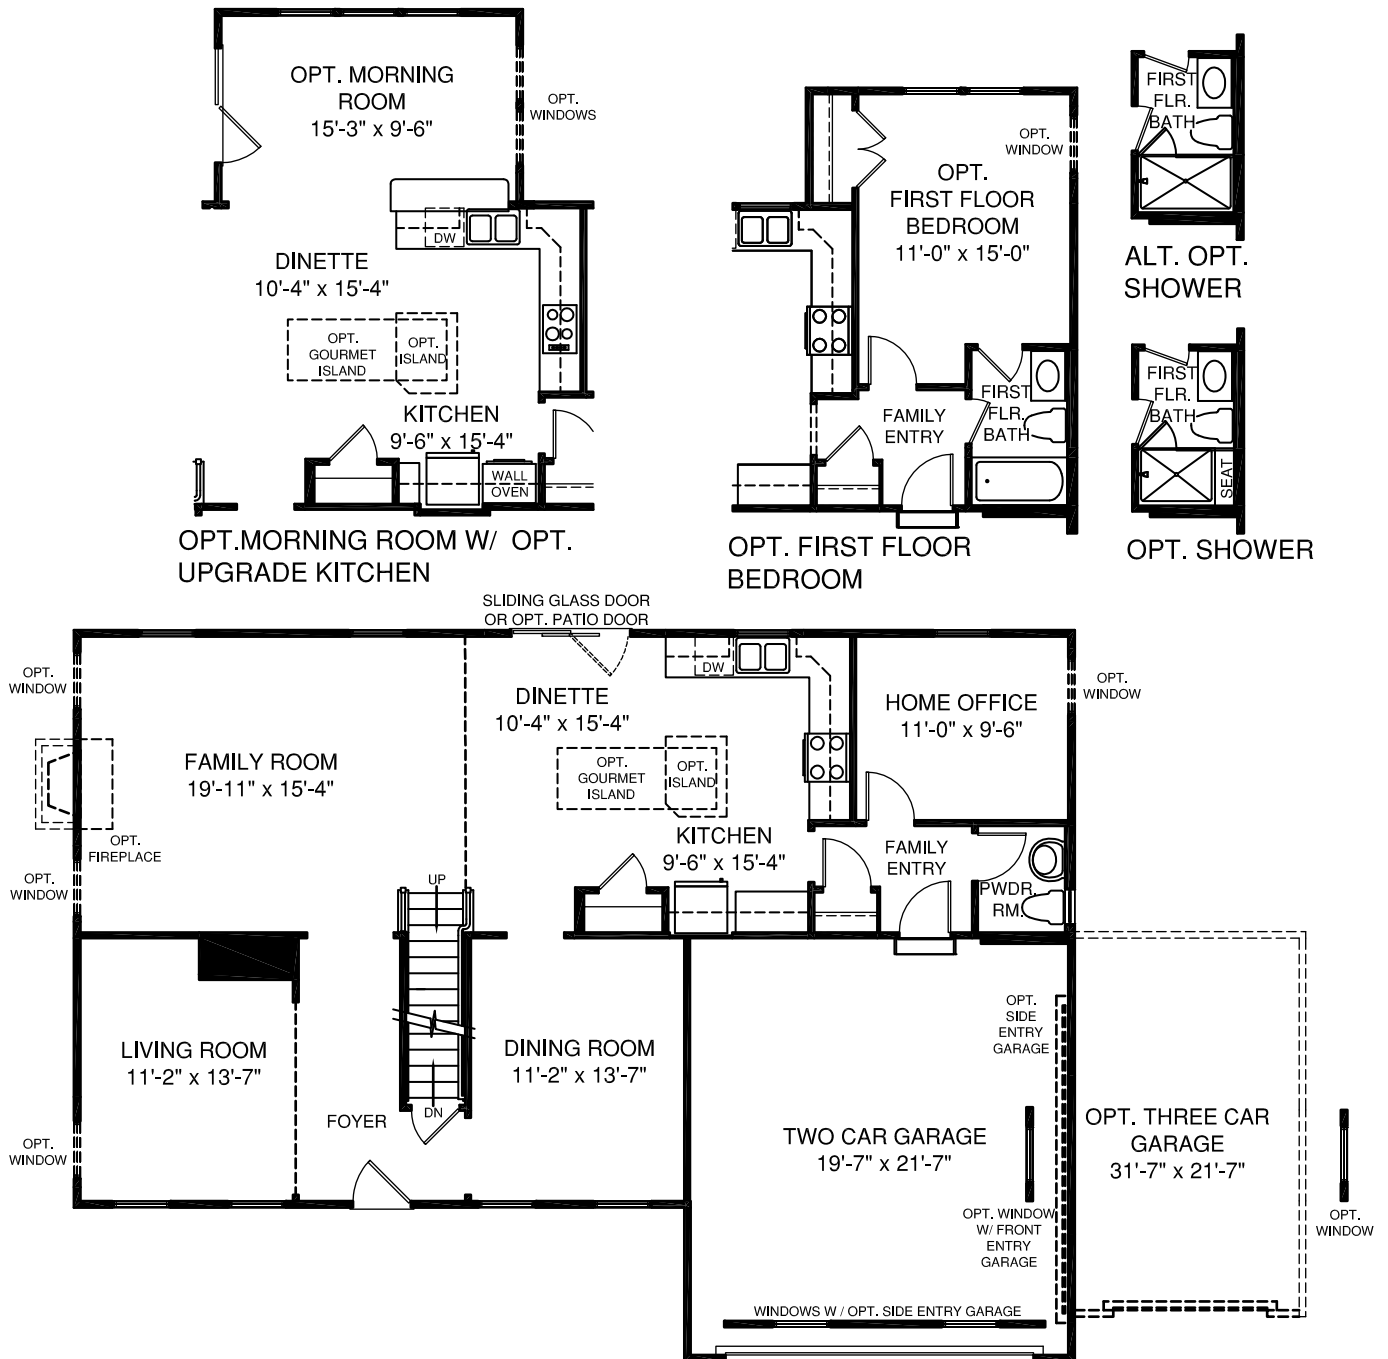 OPT. MORNING
ROOM
15'-3" x 9'-6"
OPT.
WINDOWS
DW
DINETTE
10'-4" x 15'-4"
OPT.
GOURMET
ISLAND
OPT.
ISLAND
KITCHEN
9'-6" x 15'-4"
WALL
OVEN
OPT.MORNING ROOM W/ OPT.
UPGRADE KITCHEN
OPT.
WINDOW
OPT.
FIRST FLOOR
BEDROOM
11'-0" x 15'-0"
FAMILY
ENTRY
FIRST
FLR.
BATH
OPT. FIRST FLOOR
BEDROOM
FIRST
FLR.
BATH
ALT. OPT.
SHOWER
FIRST
FLR.
BATH
SEAT
OPT. SHOWER
SLIDING GLASS DOOR
OR OPT. PATIO DOOR
OPT.
WINDOW
DW
DINETTE
10'-4" x 15'-4"
HOME OFFICE
11'-0" x 9'-6"
OPT.
WINDOW
FAMILY ROOM
19'-11" x 15'-4"
OPT.
GOURMET
ISLAND
OPT.
ISLAND
OPT.
FIREPLACE
KITCHEN
9'-6" x 15'-4"
FAMILY
ENTRY
OPT.
WINDOW
UP
PWDR.
RM.
OPT.
SIDE
ENTRY
GARAGE
LIVING ROOM
11'-2" x 13'-7"
DINING ROOM
11'-2" x 13'-7"
FOYER
DN
OPT.
WINDOW
TWO CAR GARAGE
19'-7" x 21'-7"
OPT. THREE CAR
GARAGE
31'-7" x 21'-7"
OPT. WINDOW
W/ FRONT
ENTRY
GARAGE
OPT.
WINDOW
WINDOWS W / OPT. SIDE ENTRY GARAGE